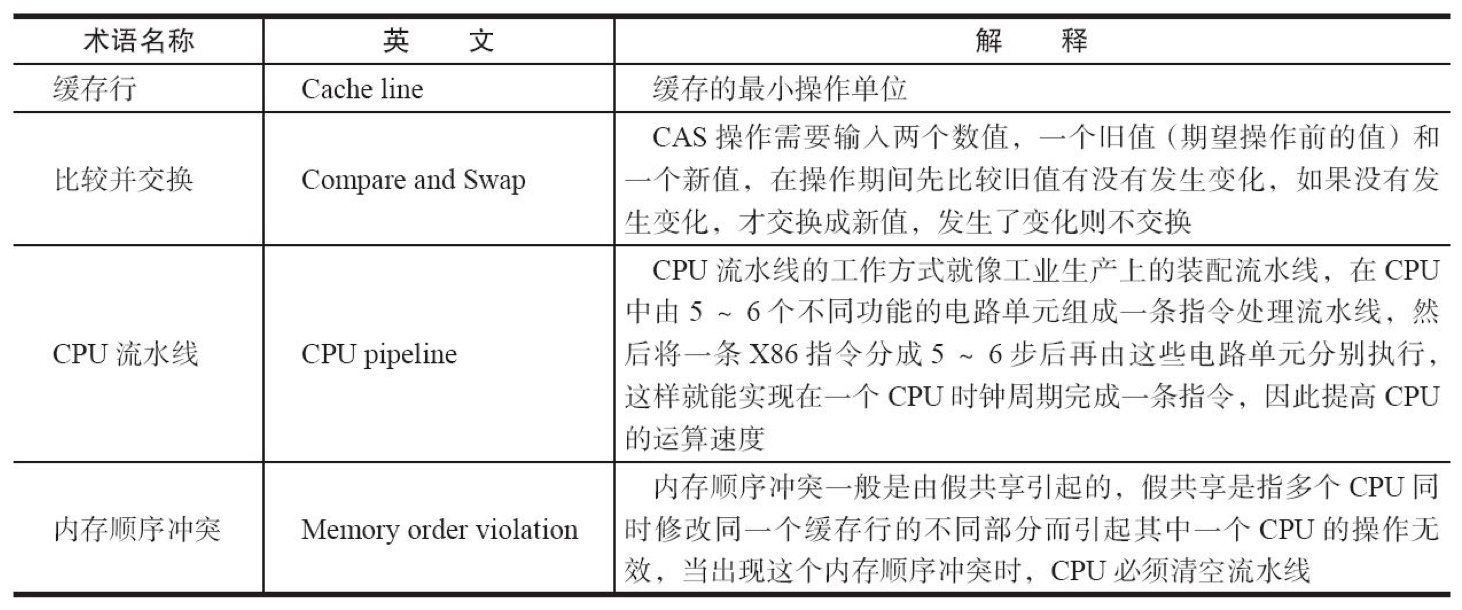 术语名称 英 文 解 释
缓存行 Cache line 缓存的最小操作单位
比较并交换 Compare and Swap CAS 操作需要输入两个数值，一个旧值（期望操作前的值）和
一个新值，在操作期间先比较旧值有没有发生变化，如果没有发
生变化，才交换成新值，发生了变化则不交换
CPU 流水线 CPU pipeline CPU 流水线的工作方式就像工业生产上的装配流水线，在 CPU
中由 5 ~ 6 个不同功能的电路单元组成一条指令处理流水线，然
后将一条 X86 指令分成 5 ~ 6 步后再由这些电路单元分别执行，
这样就能实现在一个 CPU 时钟周期完成一条指令，因此提高 CPU
的运算速度
内存顺序冲突 Memory order violation 内存顺序冲突一般是由假共享引起的，假共享是指多个 CPU 同
时修改同一个缓存行的不同部分而引起其中一个 CPU 的操作无
效，当出现这个内存顺序冲突时，CPU 必须清空流水线